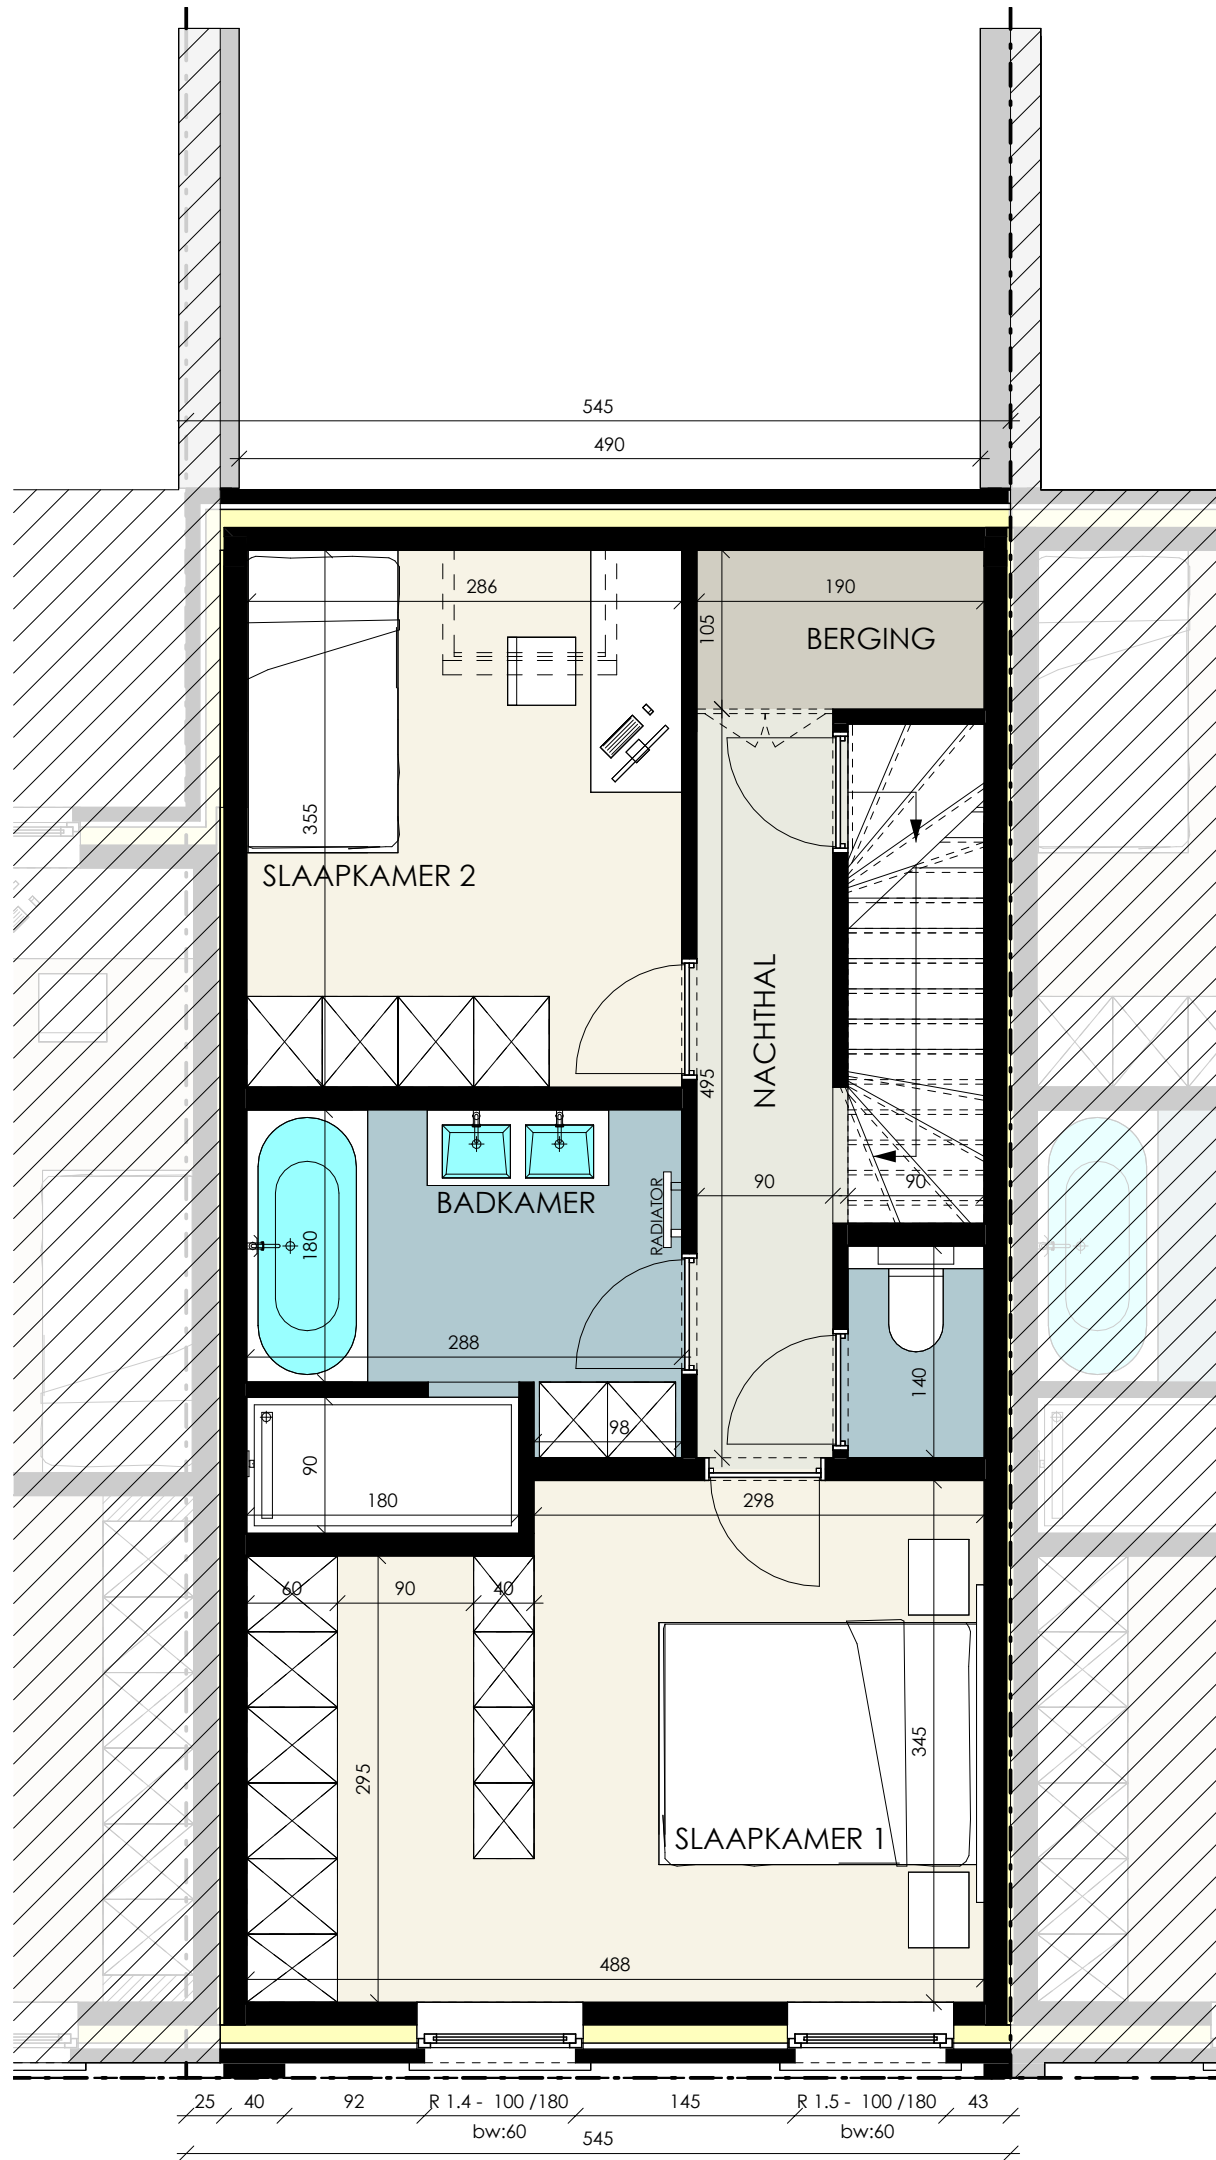 545
490
286
190
105
BERGING
355
SLAAPKAMER 2
NACHTHAL
495
90
90
RADIATOR
BADKAMER
180
288
140
98
90
180
298
60
90
40
345
295
SLAAPKAMER 1
488
25 40 92 R 1.4 - 100 /180 145 R 1.5 - 100 /180 43
bw:60 bw:60
545